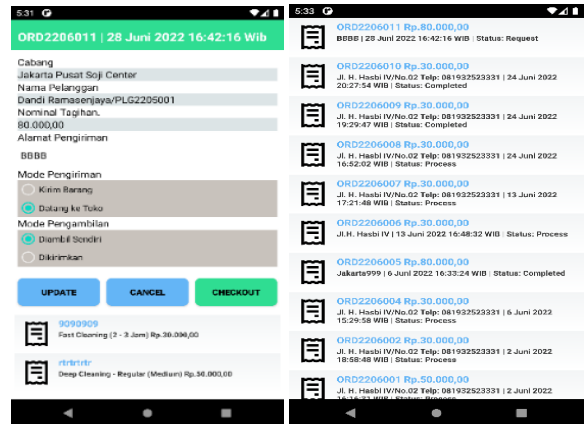 5:31
ORD2206011 | 28 Juni 2022
16:42:16 Wib
Cabang
Jakarta Pusat Soji Center
Nama Pelanggan
Dandi Ramasenjaya/PLG2205001
Nominal Tagihan.
80.000,00
Alamat Pengiriman
BBBB
Mode Pengiriman
Kirim Barang
Datang ke Toko
Mode Pengambilan
Diambil Sendiri
Dikirimkan
UPDATE
CANCEL
CHECKOUT
9090909
Fast Cleaning (2 - 3 Jam) Rp.30.000,00
rtrtrtrtr
Deep Cleaning - Regular (Medium) Rp.50.000,00
5:33
ORD2206011 Rp.80.000,00
BBBB | 28 Juni 2022 16:42:16 WIB | Status: Request
ORD2206010 Rp.30.000,00
Jl. H. Hasbi IV/No.02 Telp: 081932523331 | 24 Juni 2022
20:27:54 WIB | Status: Completed
ORD2206009 Rp.30.000,00
Jl. H. Hasbi IV/No.02 Telp: 081932523331 | 24 Juni 2022
19:29:47 WIB | Status: Completed
ORD2206008 Rp.30.000,00
Jl. H. Hasbi IV/No.02 Telp: 081932523331 | 24 Juni 2022
16:52:02 WIB | Status: Process
ORD2206007 Rp.30.000,00
Jl. H. Hasbi IV/No.02 Telp: 081932523331 | 13 Juni 2022
17:21:48 WIB | Status: Process
ORD2206006 Rp.30.000,00
Jl.H. Hasbi IV | 13 Juni 2022 16:48:32 WIB | Status: Process
ORD2206005 Rp.80.000,00
Jakarta999 | 6 Juni 2022 16:33:24 WIB | Status: Completed
ORD2206004 Rp.30.000,00
Jl. H. Hasbi IV/No.02 Telp: 081932523331 | 6 Juni 2022
15:29:58 WIB | Status: Process
ORD2206002 Rp.30.000,00
Jl. H. Hasbi IV/No.02 Telp: 081932523331 | 2 Juni 2022
18:58:48 WIB | Status: Process
ORD2206001 Rp.50.000,00
Jl. H. Hasbi IV/No.02 Telp: 081932523331 | 2 Juni 2022